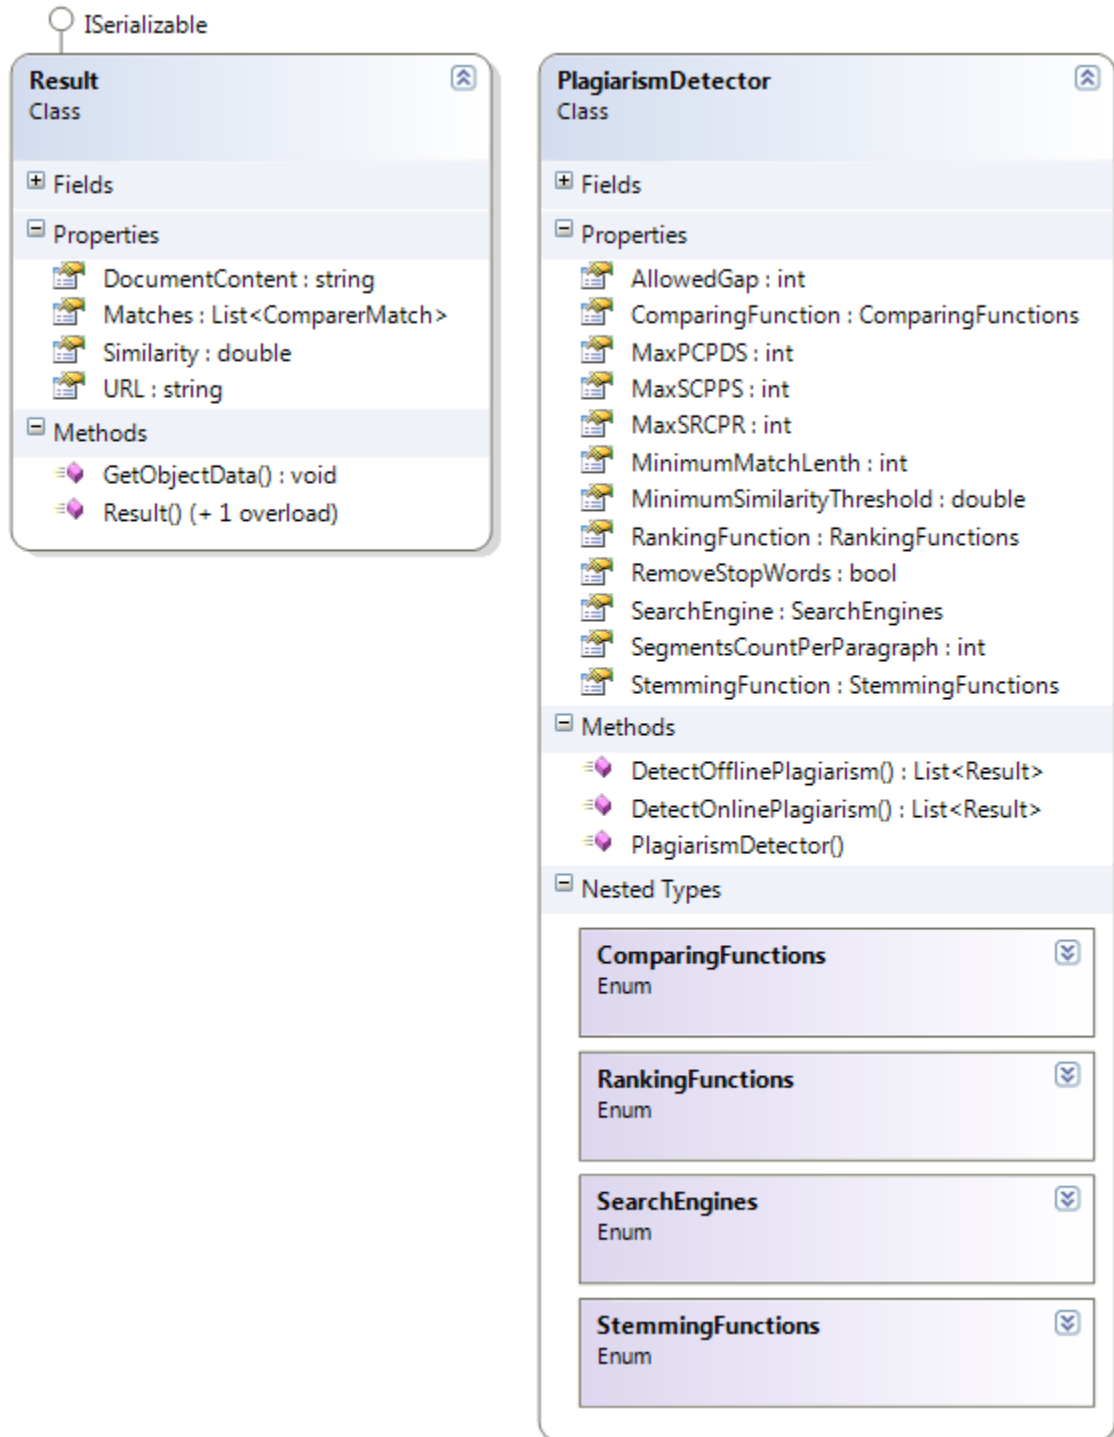 ISerializable
Result
Class
Fields
Properties
DocumentContent : string
Matches : List<ComparerMatch>
Similarity : double
URL : string
Methods
GetObjectData() : void
Result() (+ 1 overload)
PlagiarismDetector
Class
Fields
Properties
AllowedGap : int
ComparingFunction : ComparingFunctions
MaxPCPDS : int
MaxSCPPS : int
MaxSRCPR : int
MinimumMatchLenth : int
MinimumSimilarityThreshold : double
RankingFunction : RankingFunctions
RemoveStopWords : bool
SearchEngine : SearchEngines
SegmentsCountPerParagraph : int
StemmingFunction : StemmingFunctions
Methods
DetectOfflinePlagiarism() : List<Result>
DetectOnlinePlagiarism() : List<Result>
PlagiarismDetector()
Nested Types
ComparingFunctions
Enum
RankingFunctions
Enum
SearchEngines
Enum
StemmingFunctions
Enum